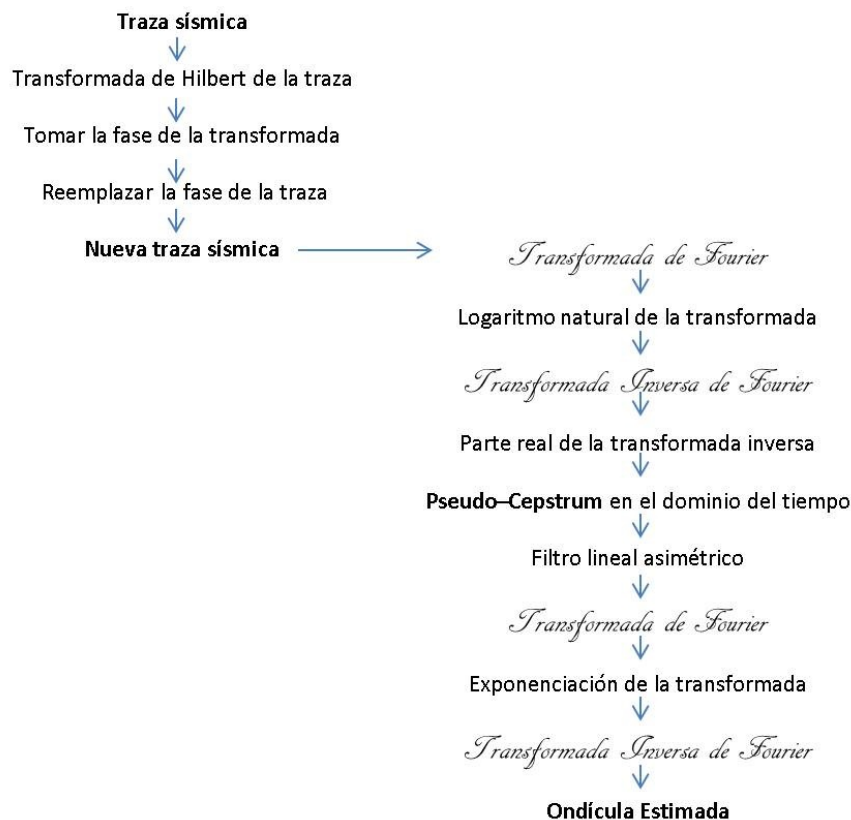 Traza sísmica
Transformada de Hilbert de la traza
Tomar la fase de la transformada
Reemplazar la fase de la traza
Nueva traza sísmica
Transformada de Fourier
Logaritmo natural de la transformada
Transformada Inversa de Fourier
Parte real de la transformada inversa
Pseudo–Cepstrum en el dominio del tiempo
Filtro lineal asimétrico
Transformada de Fourier
Exponenciación de la transformada
Transformada Inversa de Fourier
Ondícula Estimada